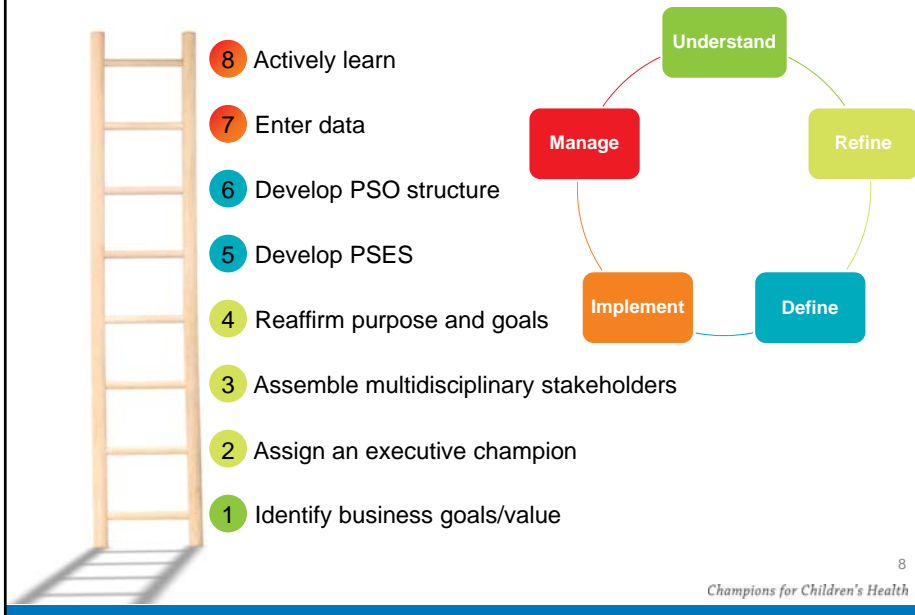 8 Actively learn
7 Enter data
6 Develop PSO structure
5 Develop PSES
4 Reaffirm purpose and goals
3 Assemble multidisciplinary stakeholders
2 Assign an executive champion
1 Identify business goals/value
Understand
Refine
Define
Implement
Manage
8
Champions for Children's Health